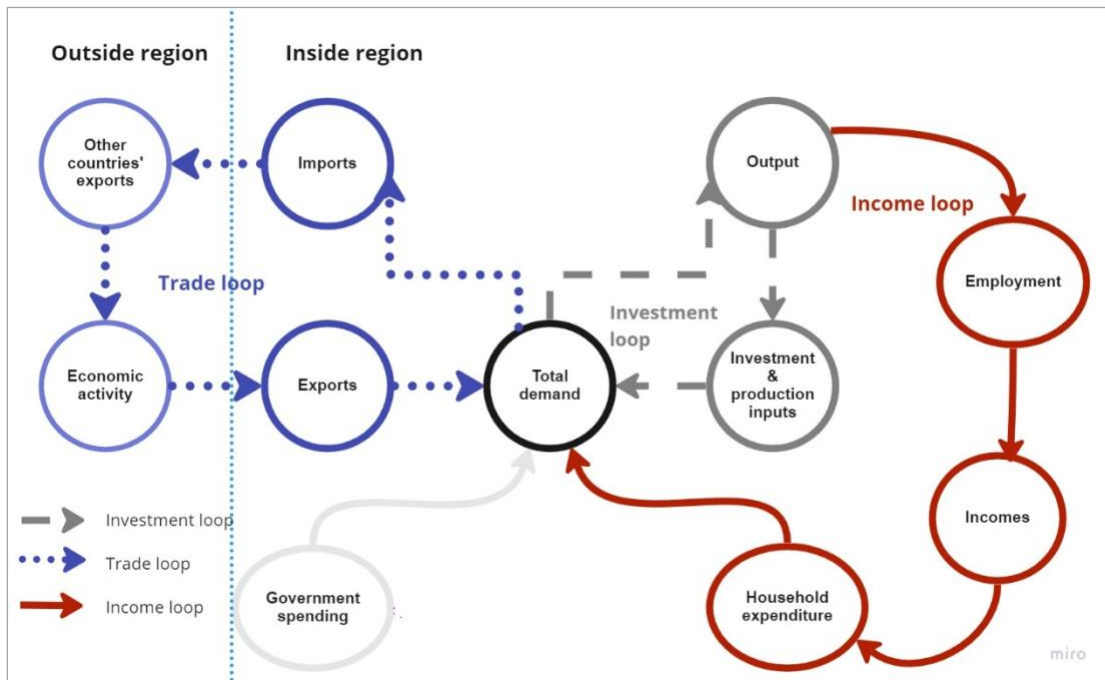 Outside region
Inside region
Other
countries'
exports
Imports
Output
Income loop
Employment
Trade loop
Investment
loop
Economic
activity
Exports
Total
demand
Investment
&
production
inputs
Incomes
Investment loop
Trade loop
Income loop
Government
spending
Household
expenditure
miro